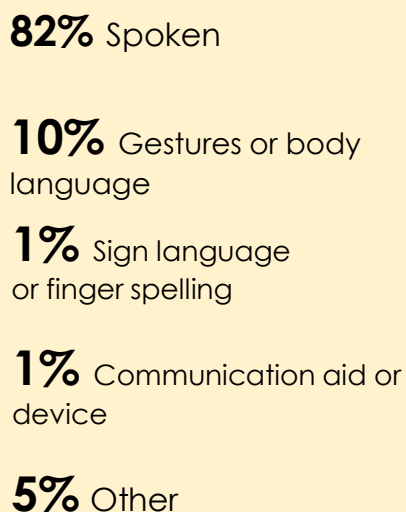 82% Spoken
10% Gestures or body
language
1% Sign language
or finger spelling
1% Communication aid or
device
5% Other